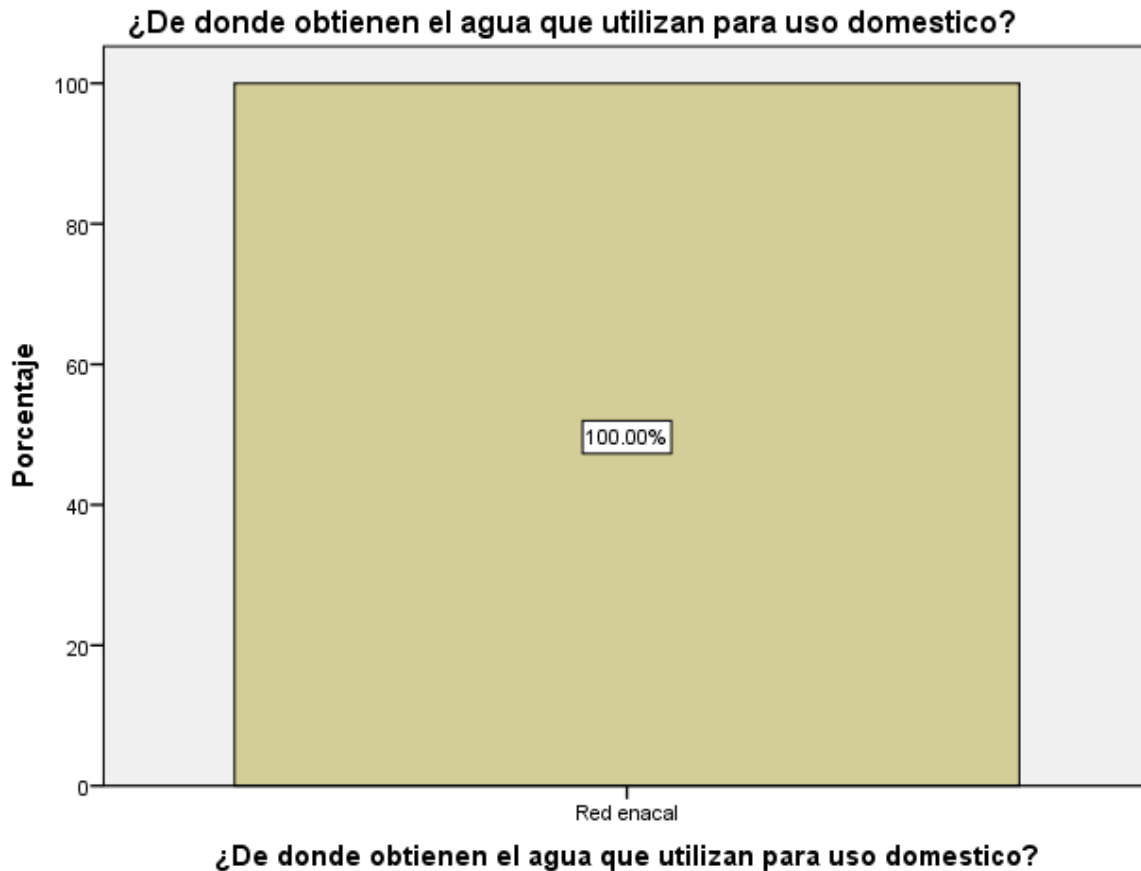 ¿De donde obtienen el agua que utilizan para uso domestico?
100
80
60
40
20
0
Porcentaje
100.00%
Red enacal
¿De donde obtienen el agua que utilizan para uso domestico?